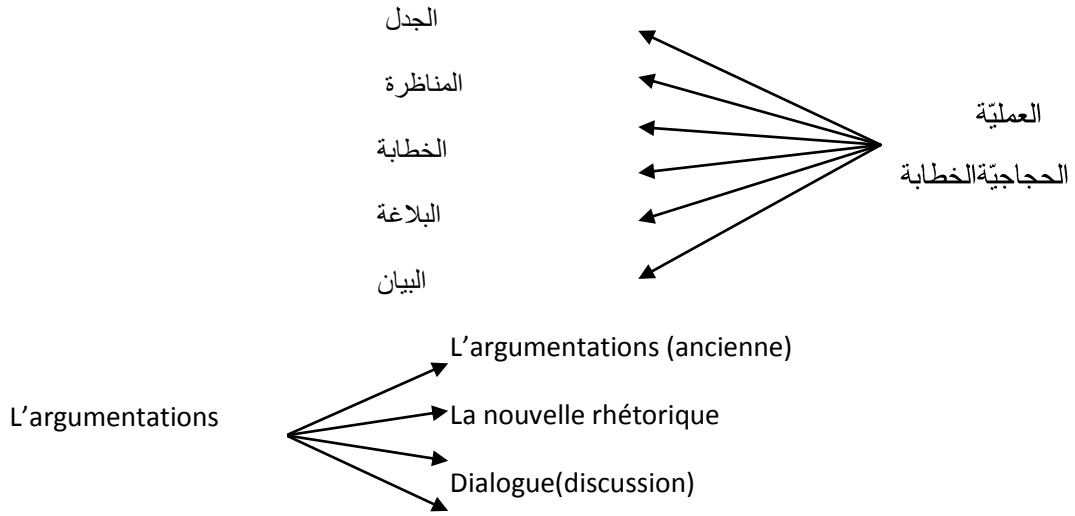 الجدل
المناظرة
الخطابة
البلاغة
البيان
العمليّة
الحجاجيّةالخطابة
L’argumentations (ancienne)
L’argumentations
La nouvelle rhétorique
Dialogue(discussion)